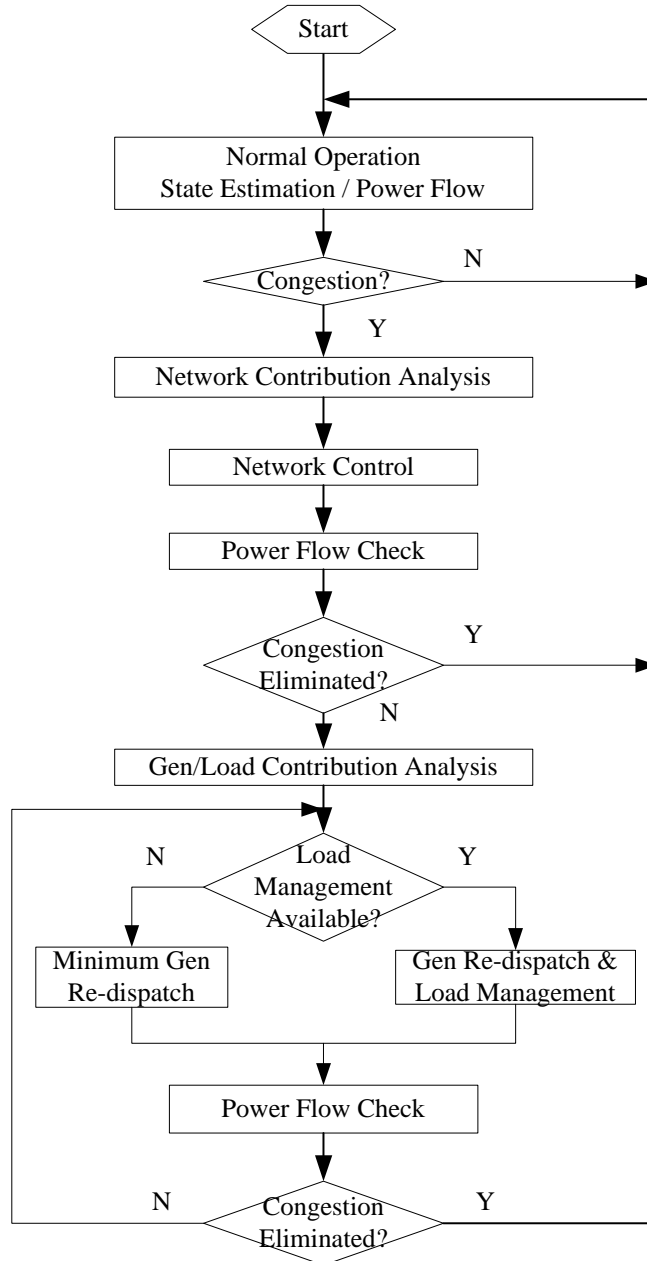 Start
Normal Operation
State Estimation / Power Flow
Congestion?
N
Y
Network Contribution Analysis
Network Control
Power Flow Check
Congestion
Eliminated?
Y
N
Gen/Load Contribution Analysis
N
Load
Management
Available?
Y
Minimum Gen
Re-dispatch
Gen Re-dispatch &
Load Management
Power Flow Check
N
Congestion
Eliminated?
Y